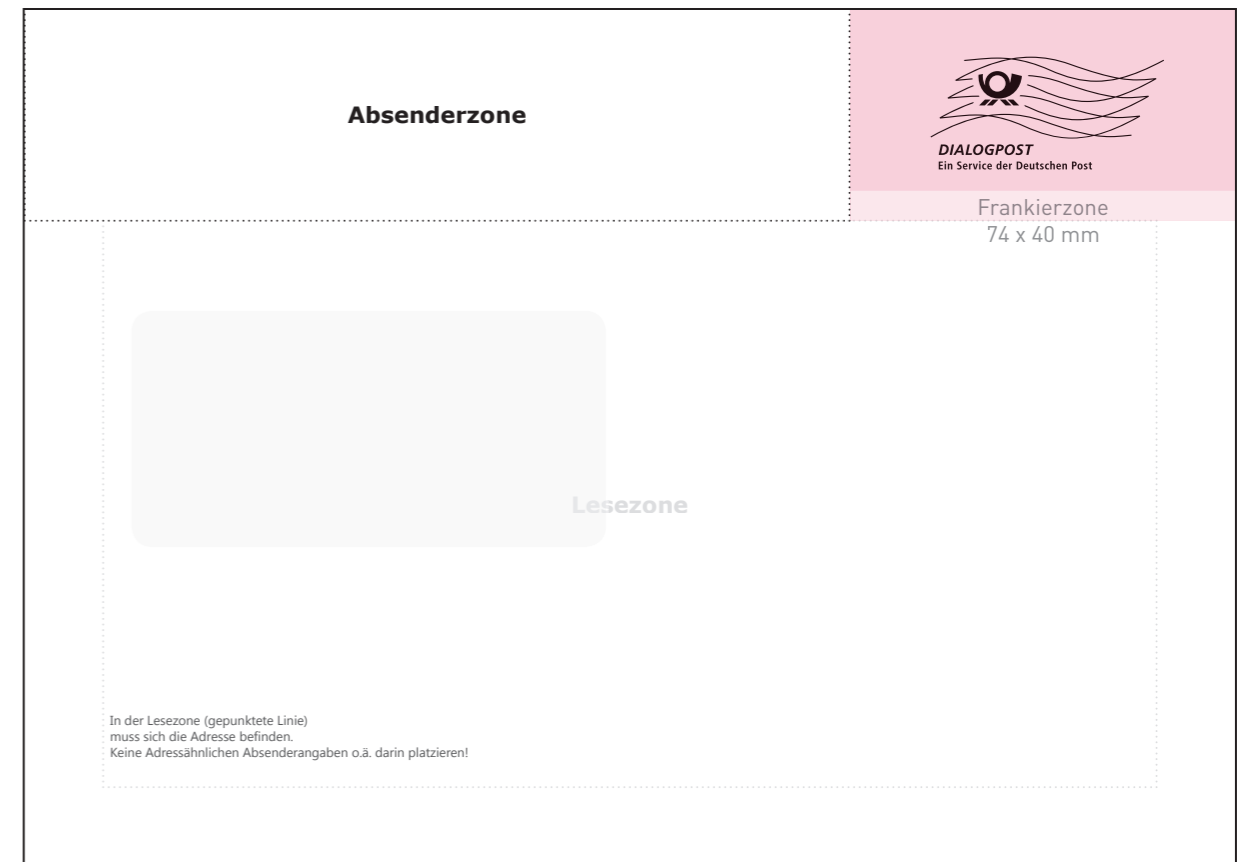 Absenderzone
DIALOGPOST
Ein Service der Deutschen Post
Frankierzone
74 x 40 mm
Lesezone
In der Lesezone (gepunktete Linie)
muss sich die Adresse befinden.
Keine Adressähnlichen Absenderangaben o.ä. darin platzieren!